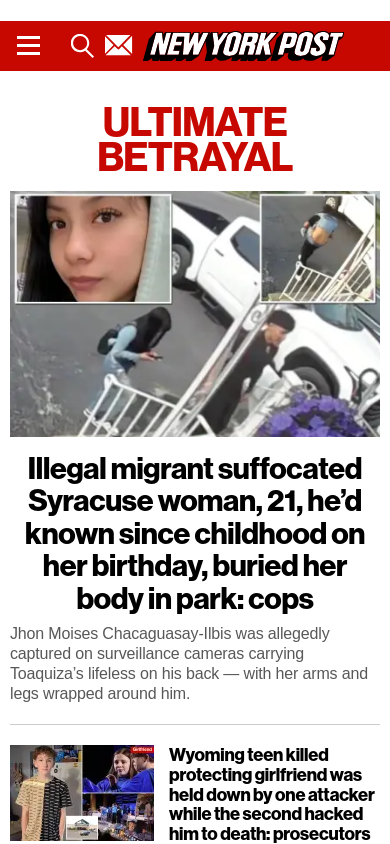 NEW YORK POST
ULTIMATE
BETRAYAL
Illegal migrant suffocated
Syracuse woman, 21, he’d
known since childhood on
her birthday, buried her
body in park: cops
Jhon Moises Chacaguasay-Ilbis was allegedly
captured on surveillance cameras carrying
Toaquiza’s lifeless on his back — with her arms and
legs wrapped around him.
Girlfriend
Wyoming teen killed
protecting girlfriend was
held down by one attacker
while the second hacked
him to death: prosecutors